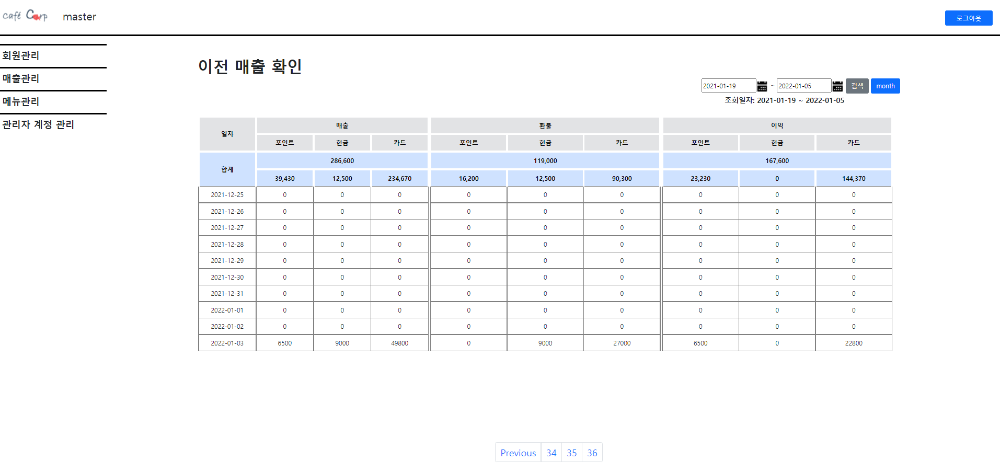 café Corp master 로그아웃
회원관리
매출관리
메뉴관리
관리자 계정 관리
이전 매출 확인
2021-01-19 ~ 2022-01-05 검색 month
조회일자: 2021-01-19 ~ 2022-01-05
일자 매출 환불 이익
포인트 현금 카드 포인트 현금 카드 포인트 현금 카드
합계 286,600 119,000 167,600
39,430 12,500 234,670 16,200 12,500 90,300 23,230 0 144,370
2021-12-25 0 0 0 0 0 0 0 0 0
2021-12-26 0 0 0 0 0 0 0 0 0
2021-12-27 0 0 0 0 0 0 0 0 0
2021-12-28 0 0 0 0 0 0 0 0 0
2021-12-29 0 0 0 0 0 0 0 0 0
2021-12-30 0 0 0 0 0 0 0 0 0
2021-12-31 0 0 0 0 0 0 0 0 0
2022-01-01 0 0 0 0 0 0 0 0 0
2022-01-02 0 0 0 0 0 0 0 0 0
2022-01-03 6500 9000 49800 0 9000 27000 6500 0 22800
Previous 34 35 36